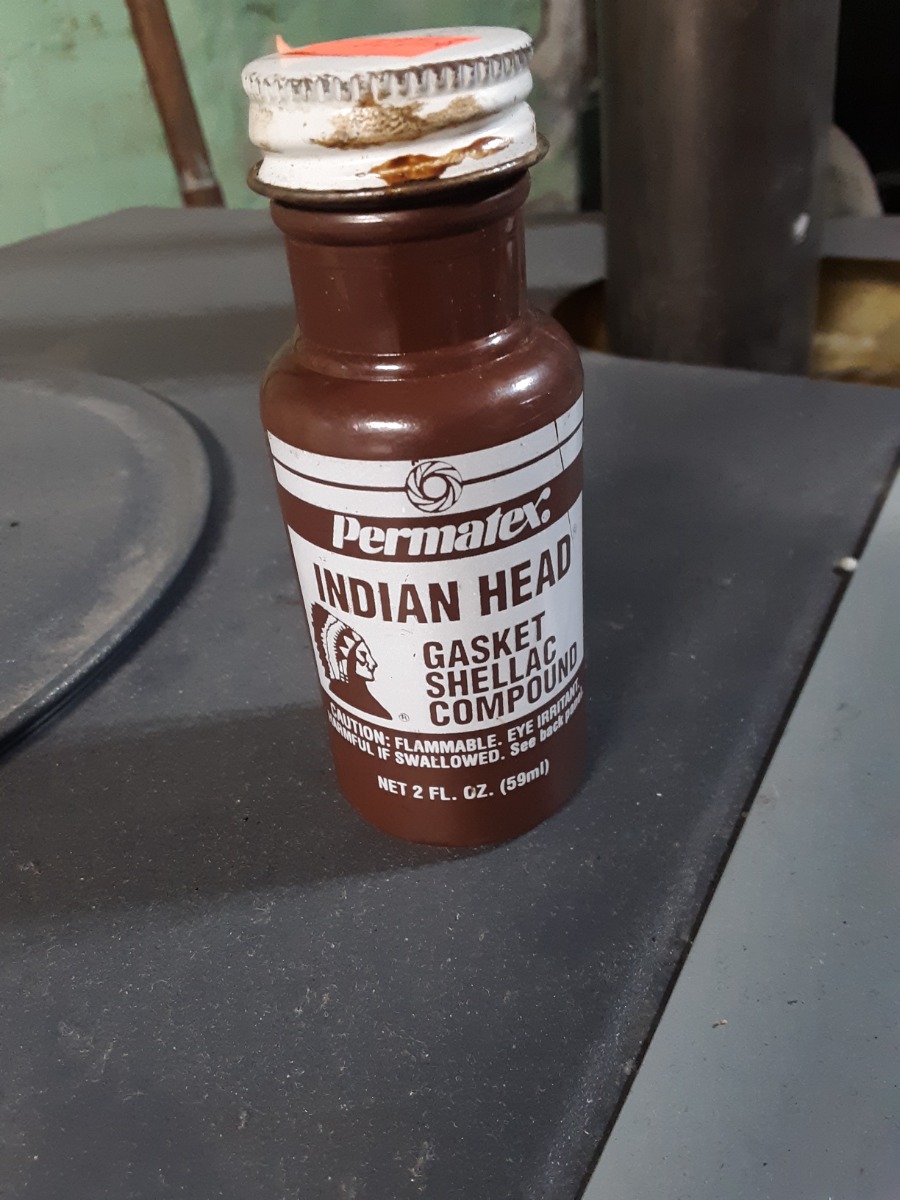 Permatex®
INDIAN HEAD
GASKET
SHELLAC
COMPOUND
®
CAUTION: FLAMMABLE. EYE IRRITANT.
HARMFUL IF SWALLOWED. See back panel
NET 2 FL. OZ. (59ml)